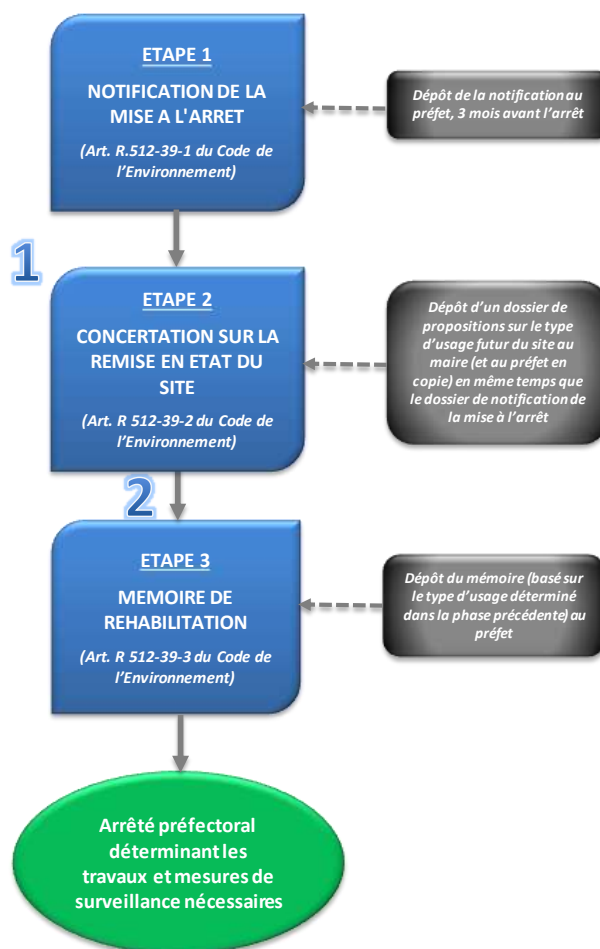 ETAPE 1
NOTIFICATION DE LA
MISE A L'ARRET
(Art. R.512-39-1 du Code de
l'Environnement)
Dépôt de la notification au
préfet, 3 mois avant l'arrêt
1
ETAPE 2
CONCERTATION SUR LA
REMISE EN ETAT DU
SITE
(Art. R 512-39-2 du Code de
l'Environnement)
Dépôt d'un dossier de
propositions sur le type
d'usage futur du site au
maire (et au préfet en
copie) en même temps que
le dossier de notification de
la mise à l'arrêt
2
ETAPE 3
MEMOIRE DE
REHABILITATION
(Art. R 512-39-3 du Code de
l'Environnement)
Dépôt du mémoire (basé sur
le type d'usage déterminé
dans la phase précédente) au
préfet
Arrêté préfectoral
déterminant les
travaux et mesures de
surveillance nécessaires